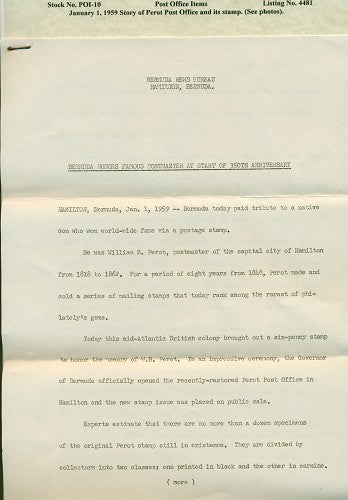 Stock No. POI-10 Post Office Items Listing No. 4481
January 1, 1959 Story of Perot Post Office and its stamp. (See photos).
BERMUDA NEWS BUREAU
HAMILTON, BERMUDA.
BERMUDA HONORS FAMOUS POSTMASTER AT START OF 350TH ANNIVERSARY
HAMILTON, Bermuda, Jan. 1, 1959 -- Bermuda today paid tribute to a native
son who won world-wide fame via a postage stamp.
He was William B. Perot, postmaster of the capital city of Hamilton
from 1818 to 1862. For a period of eight years from 1848, Perot made and
sold a series of mailing stamps that today rank among the rarest of phi-
lately's gems.
Today this mid-Atlantic British colony brought out a six-penny stamp
to honor the memory of W.B. Perot. In an impressive ceremony, the Governor
of Bermuda officially opened the recently-restored Perot Post Office in
Hamilton and the new stamp issue was placed on public sale.
Experts estimate that there are no more than a dozen specimens
of the original Perot stamp still in existence. They are divided by
collectors into two classes; one printed in black and the other in carmine.
( more )